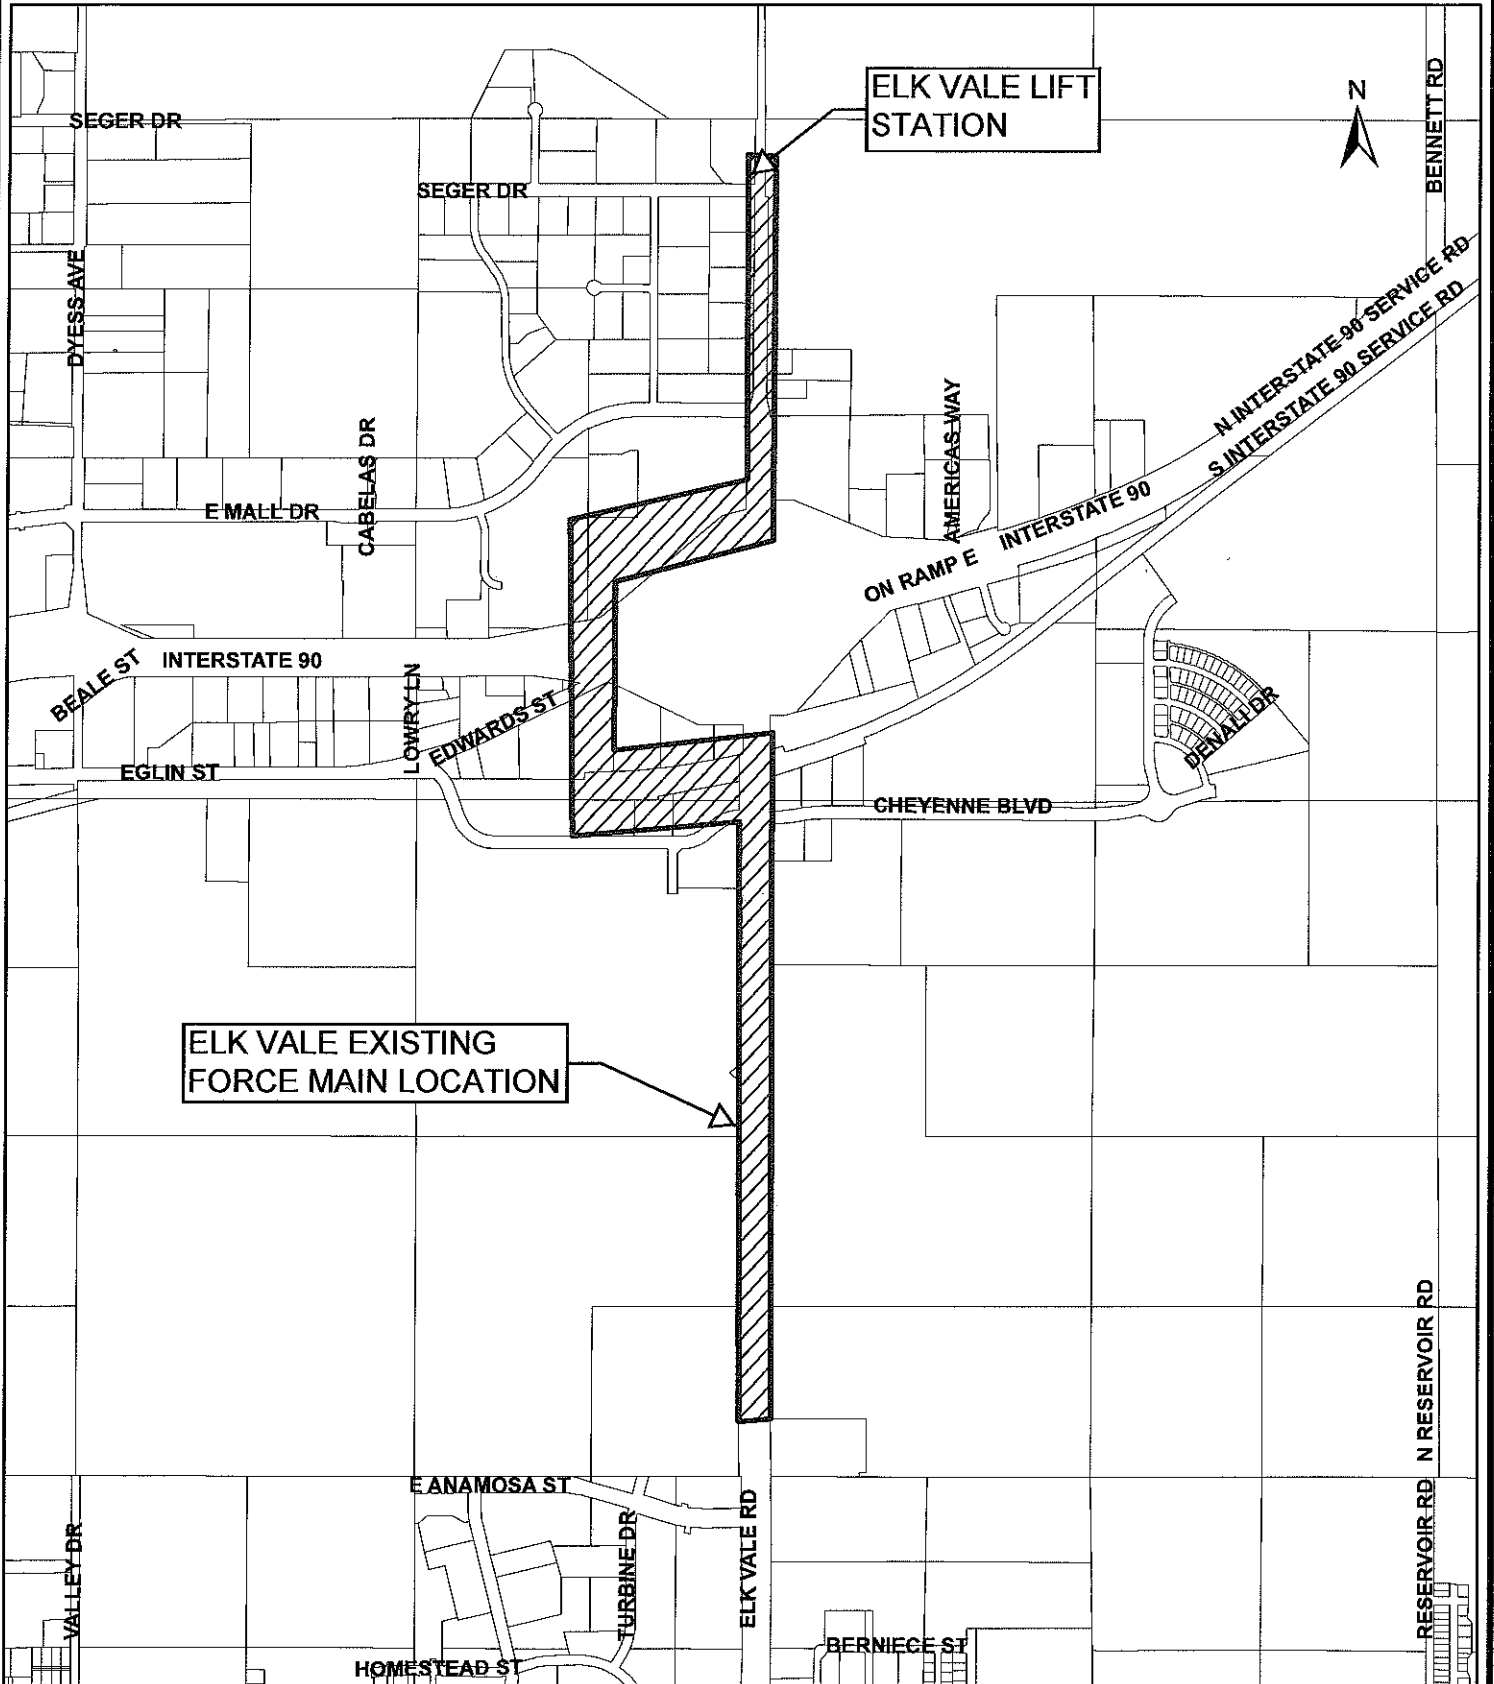 ELK VALE LIFT
STATION
N
BENNETT RD
SEGER DR
SEGER DR
DYESS AVE
N INTERSTATE 90 SERVICE RD
S INTERSTATE 90 SERVICE RD
AMERICAS WAY
CABELAS DR
E MALL DR
INTERSTATE 90
ON RAMP E
INTERSTATE 90
BEALE ST
LOWRY LN
EDWARDS ST
DENALI DR
EGLIN ST
CHEYENNE BLVD
ELK VALE EXISTING
FORCE MAIN LOCATION
N RESERVOIR RD
E ANAMOSA ST
VALLEY DR
TURBINE DR
ELK VALE RD
RESERVOIR RD
BERNIECE ST
HOMESTEAD ST